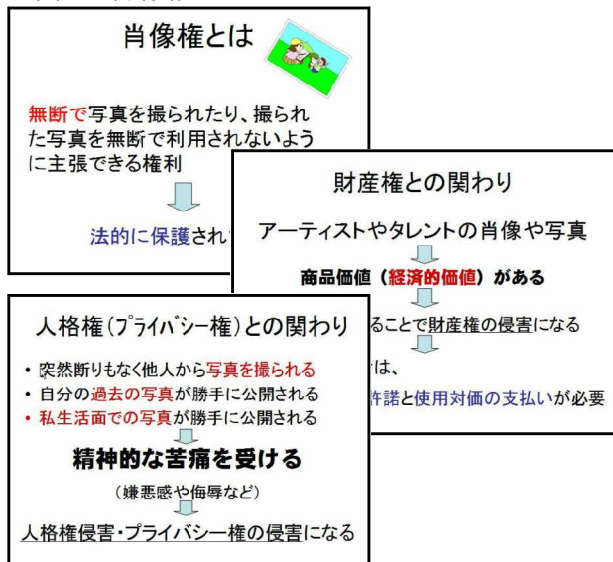 肖像権とは
無断で写真を撮られたり、撮られ
た写真を無断で利用されないよう
に主張できる権利
法的に保護され
財産権との関わり
アーティストやタレントの肖像や写真
商品価値（経済的価値）がある
ることで財産権の侵害になる
は、
許諾と使用対価の支払いが必要
人格権（プライバシー権）との関わり
・突然断りもなく他人から写真を撮られる
・自分の過去の写真が勝手に公開される
・私生活面での写真が勝手に公開される
精神的な苦痛を受ける
（嫌悪感や侮辱など）
人格権侵害・プライバシー権の侵害になる